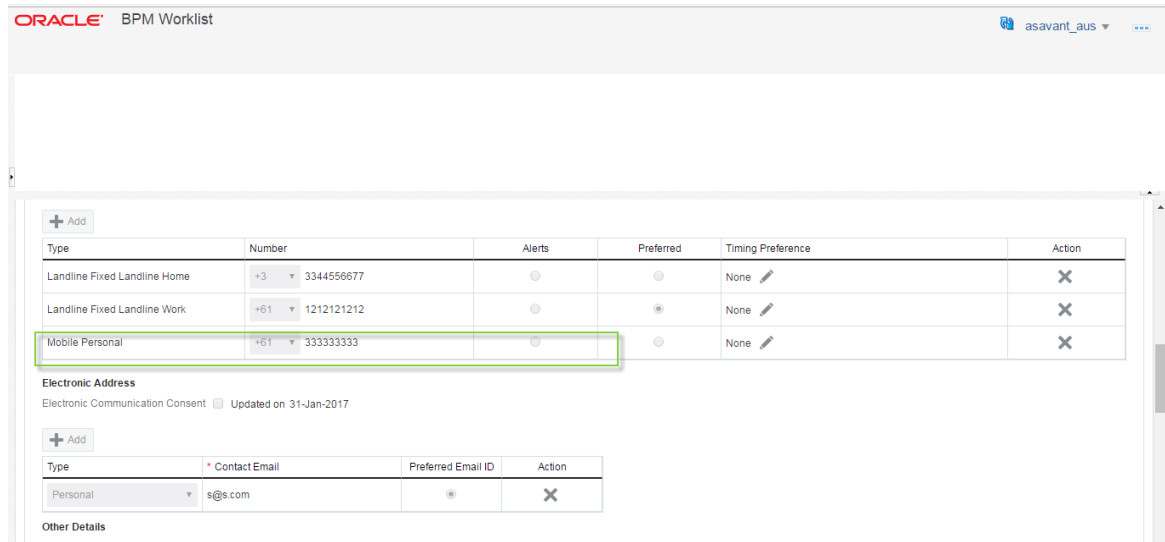 ORACLE® BPM Worklist
asavant_aus
Add
Type Number Alerts Preferred Timing Preference Action
Landline Fixed Landline Home +3 3344556677 None
Landline Fixed Landline Work +61 1212121212 None
Mobile Personal +61 333333333 None
Electronic Address
Electronic Communication Consent Updated on 31-Jan-2017
Add
Type * Contact Email Preferred Email ID Action
Personal s@s.com
Other Details